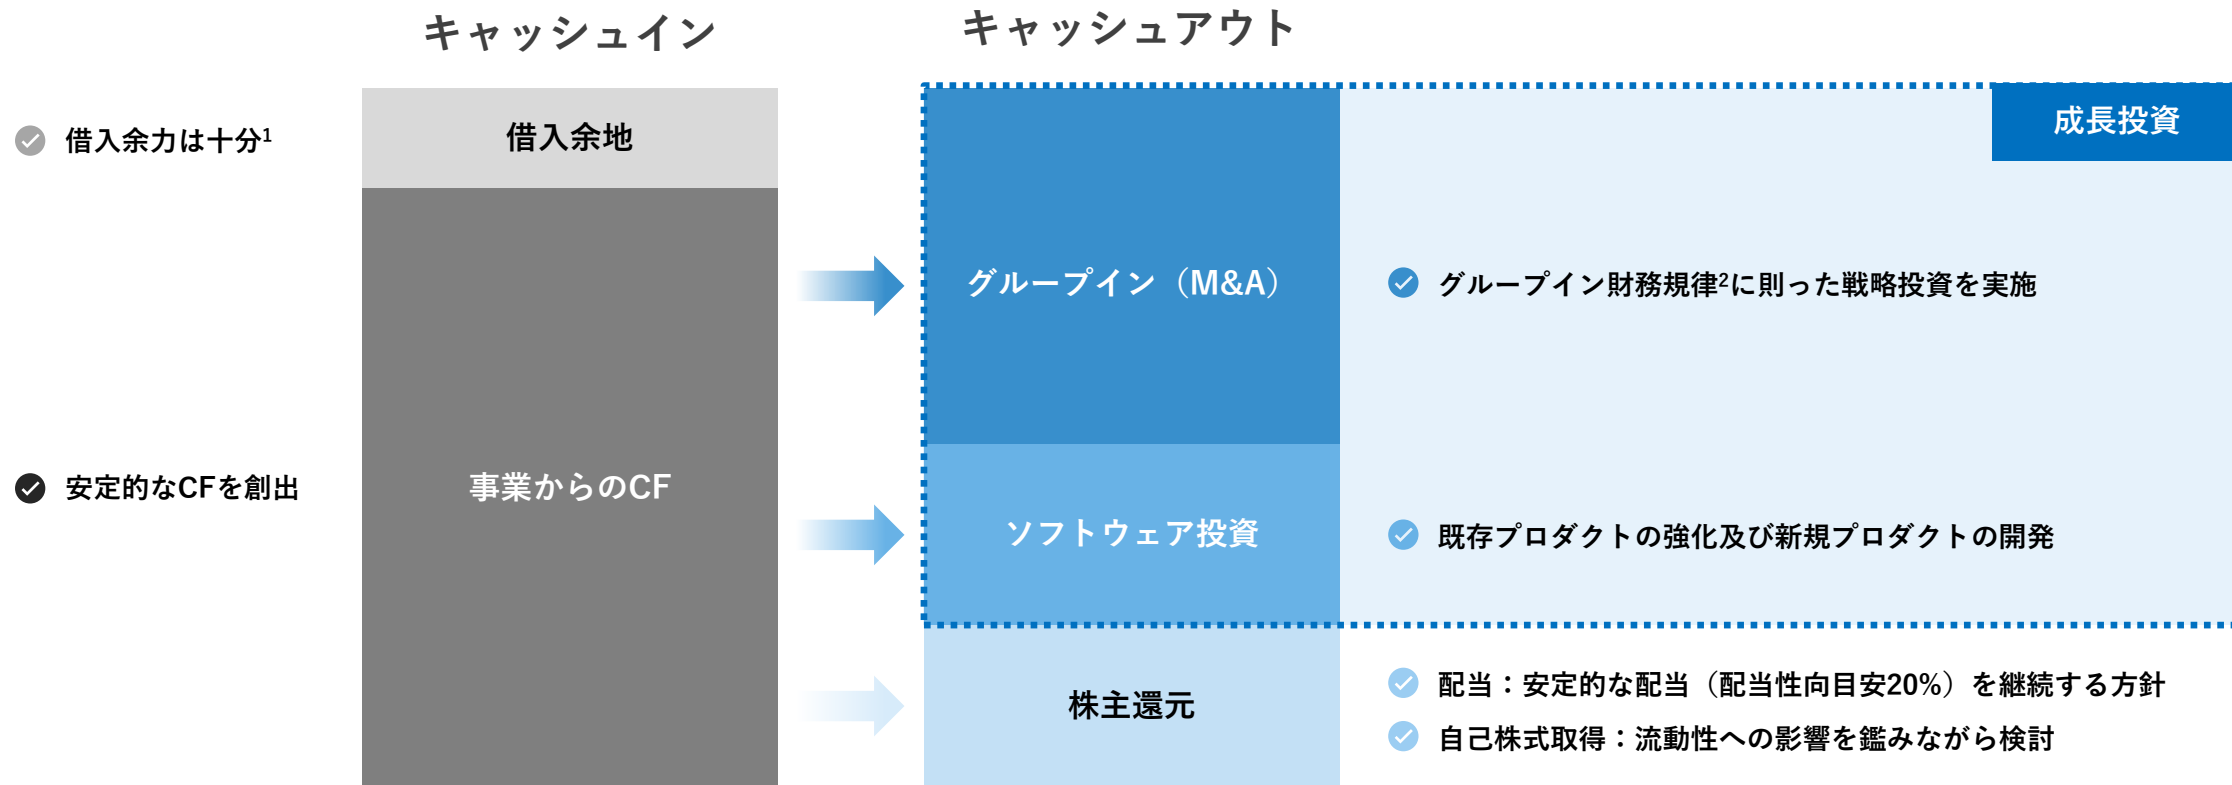 キャッシュイン
キャッシュアウト
成長投資
借入余力は十分1
借入余地
グループイン（M&A）
グループイン財務規律2に則った戦略投資を実施
安定的なCFを創出
事業からのCF
ソフトウェア投資
既存プロダクトの強化及び新規プロダクトの開発
株主還元
配当：安定的な配当（配当性向目安20%）を継続する方針
自己株式取得：流動性への影響を鑑みながら検討